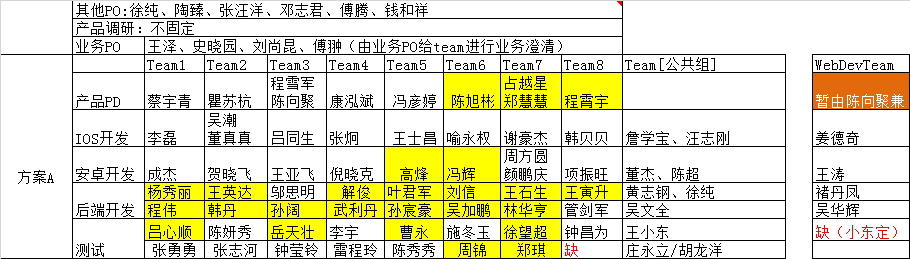 其他PO:徐纯、陶臻、张汪洋、邓志君、傅腾、钱和祥
产品调研：不固定
业务PO 王泽、史晓园、刘尚昆、傅翀（由业务PO给team进行业务澄清）
Team1 Team2 Team3 Team4 Team5 Team6 Team7 Team8 Team[公共组] WebDevTeam
程雪军 占越星
产品PD 蔡宇青 瞿苏杭 陈向聚 康泓斌 冯彦婷 陈旭彬 郑慧慧 程霄宇 暂由陈向聚兼
吴潮
IOS开发 李磊 董真真 吕同生 张炯 王士昌 喻永权 谢豪杰 韩贝贝 詹学宝、汪志刚 姜德奇
周方圆
方案A 安卓开发 成杰 贺晓飞 王亚飞 倪晓克 高烽 冯辉 颜鹏庆 项振旺 董杰、陈超 王涛
杨秀丽 王英达 邬思明 解俊 叶君军 刘信 王石生 王寅升 黄志钢、徐纯 褚丹凤
后端开发 程伟 韩丹 孙阔 武利丹 孙宸豪 吴加鹏 林华亨 管剑军 吴文全 吴华辉
吕心顺 陈妍秀 岳天壮 李宇 曹永 施冬玉 徐望超 钟昌为 王小东 缺（小东定）
测试 张勇勇 张志河 钟莹铃 雷程玲 陈秀秀 周锦 郑琪 缺 庄永立/胡龙洋